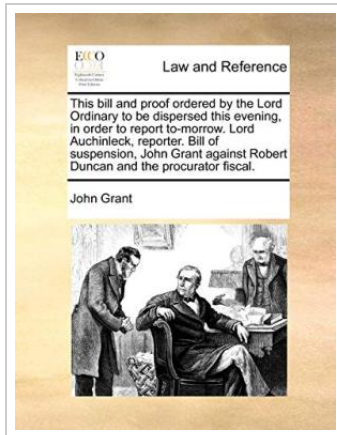 ECCO
Law and Reference
This bill and proof ordered by the Lord
Ordinary to be dispersed this evening,
in order to report to-morrow. Lord
Auchinleck, reporter. Bill of
suspension, John Grant against Robert
Duncan and the procurator fiscal.
John Grant